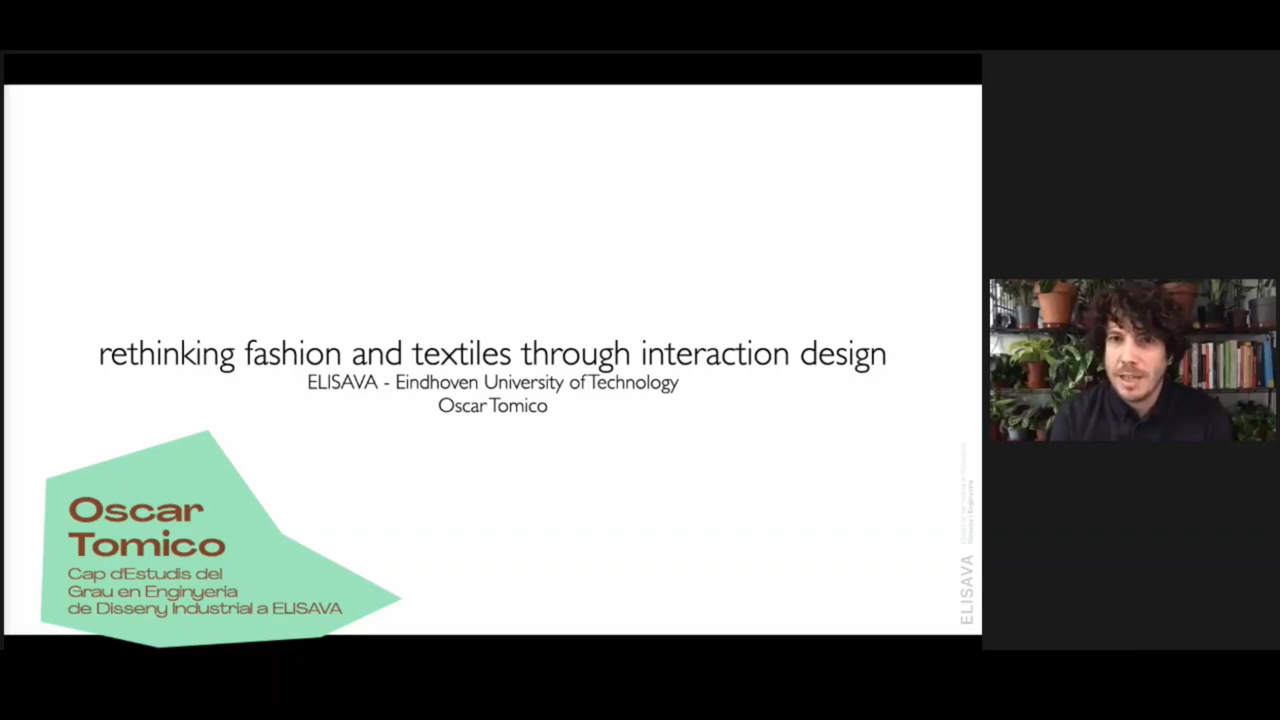 rethinking fashion and textiles through interaction design
ELISAVA - Eindhoven University of Technology
Oscar Tomico
Oscar
Tomico
Cap d'Estudis del
Grau en Enginyeria
de Disseny Industrial a ELISAVA
ELISAVA